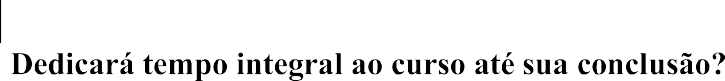 Dedicará tempo integral ao curso até sua conclusão?